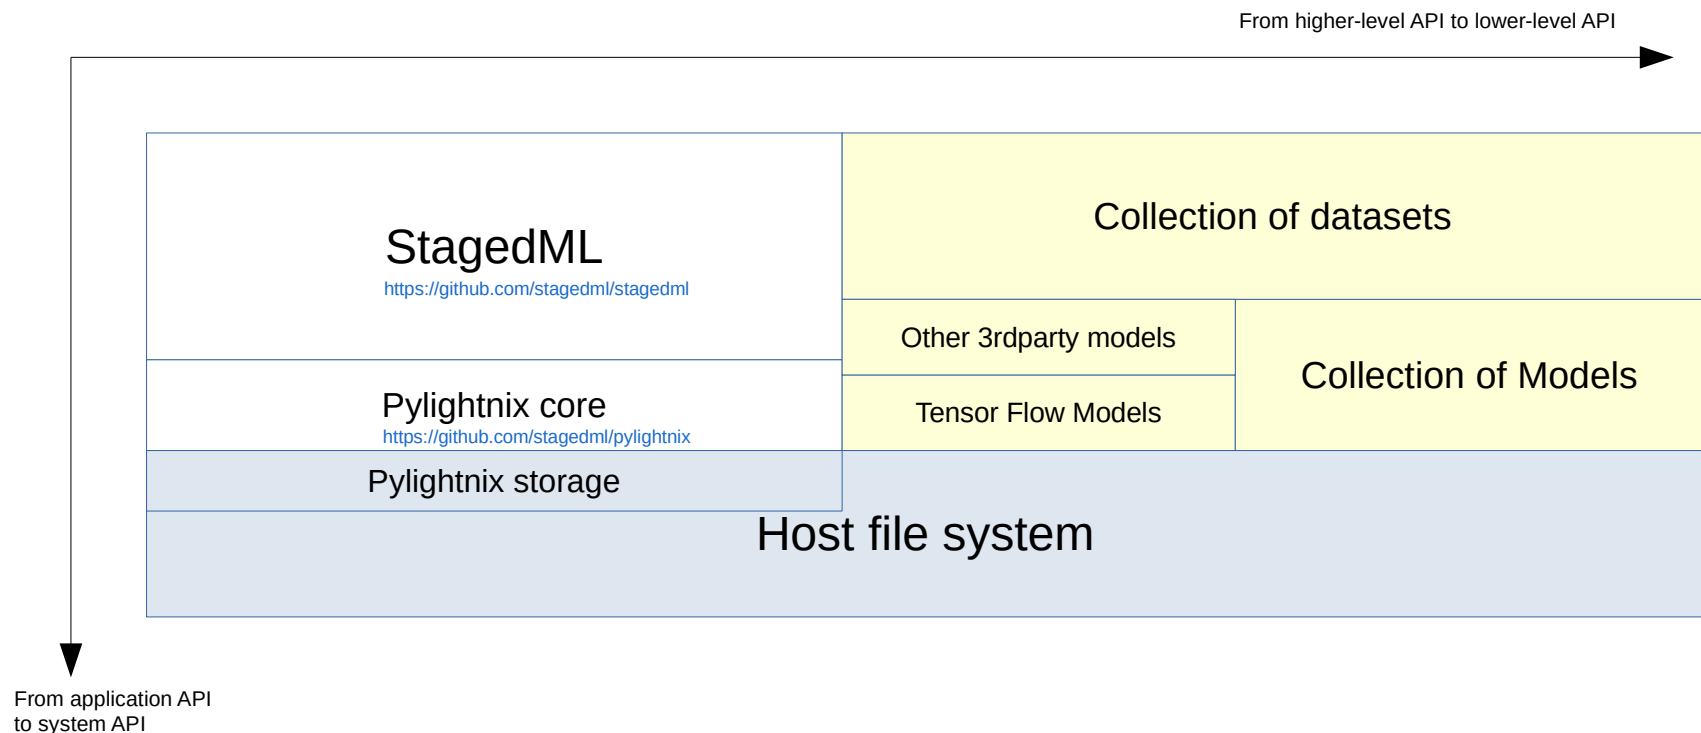 From higher-level API to lower-level API
Collection of datasets
StagedML
https://github.com/stagedml/stagedml
Other 3rdparty models
Collection of Models
Pylightnix core
Tensor Flow Models
https://github.com/stagedml/pylightnix
Pylightnix storage
Host file system
From application API
to system API